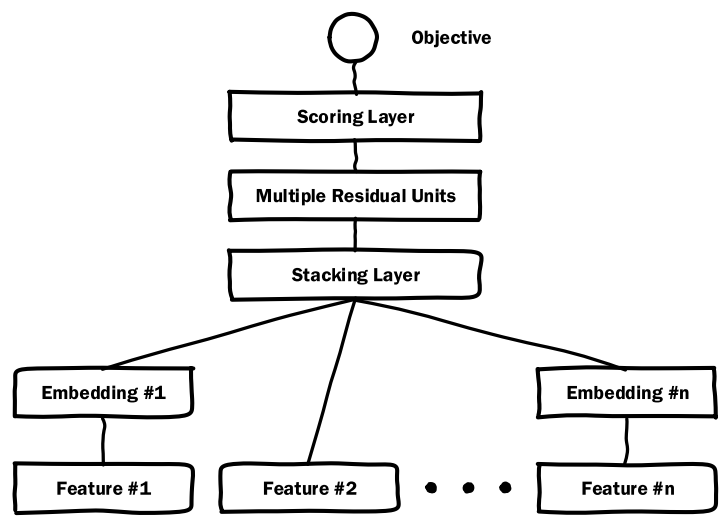 Objective
Scoring Layer
Multiple Residual Units
Stacking Layer
Embedding #1
Embedding #n
Feature #1
Feature #2
Feature #n